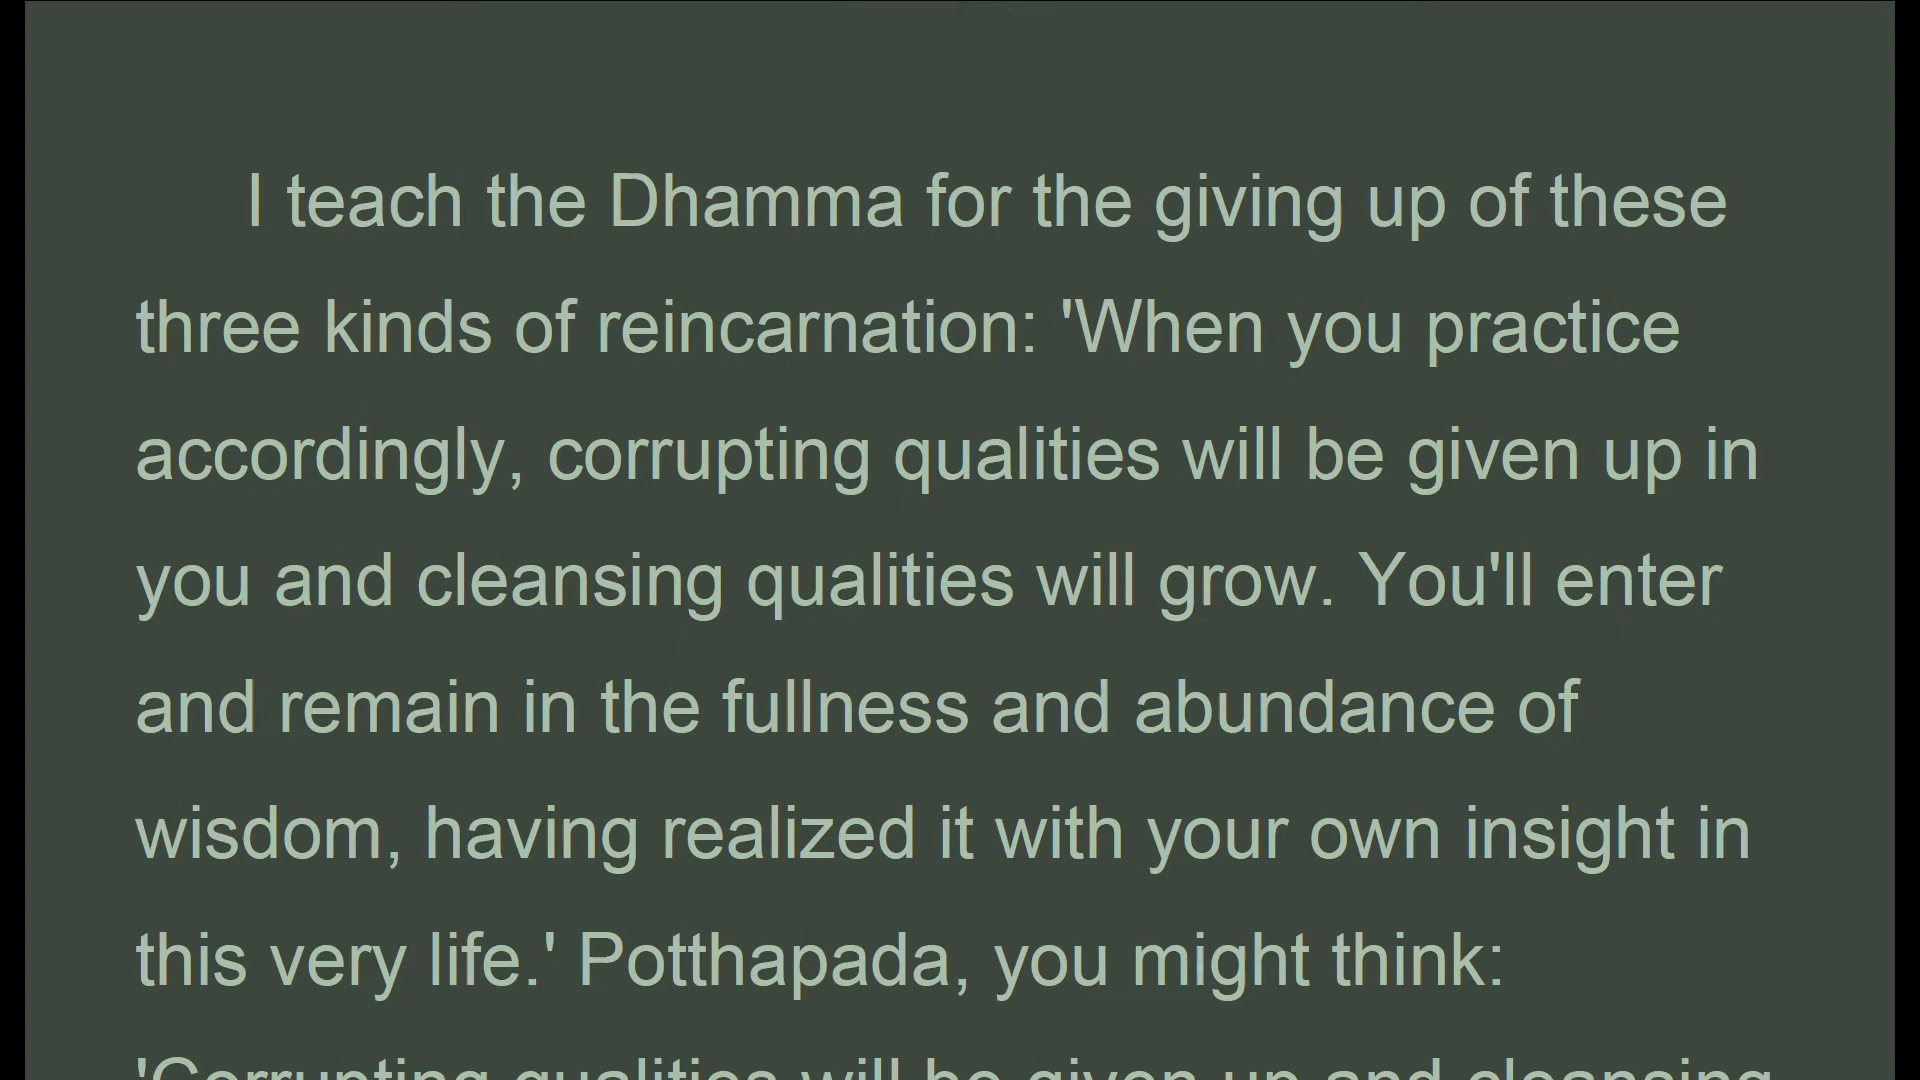 I teach the Dhamma for the giving up of these
three kinds of reincarnation: 'When you practice
accordingly, corrupting qualities will be given up in
you and cleansing qualities will grow. You'll enter
and remain in the fullness and abundance of
wisdom, having realized it with your own insight in
this very life.' Potthapada, you might think:
'Corrupting qualities will be given up and cleansing